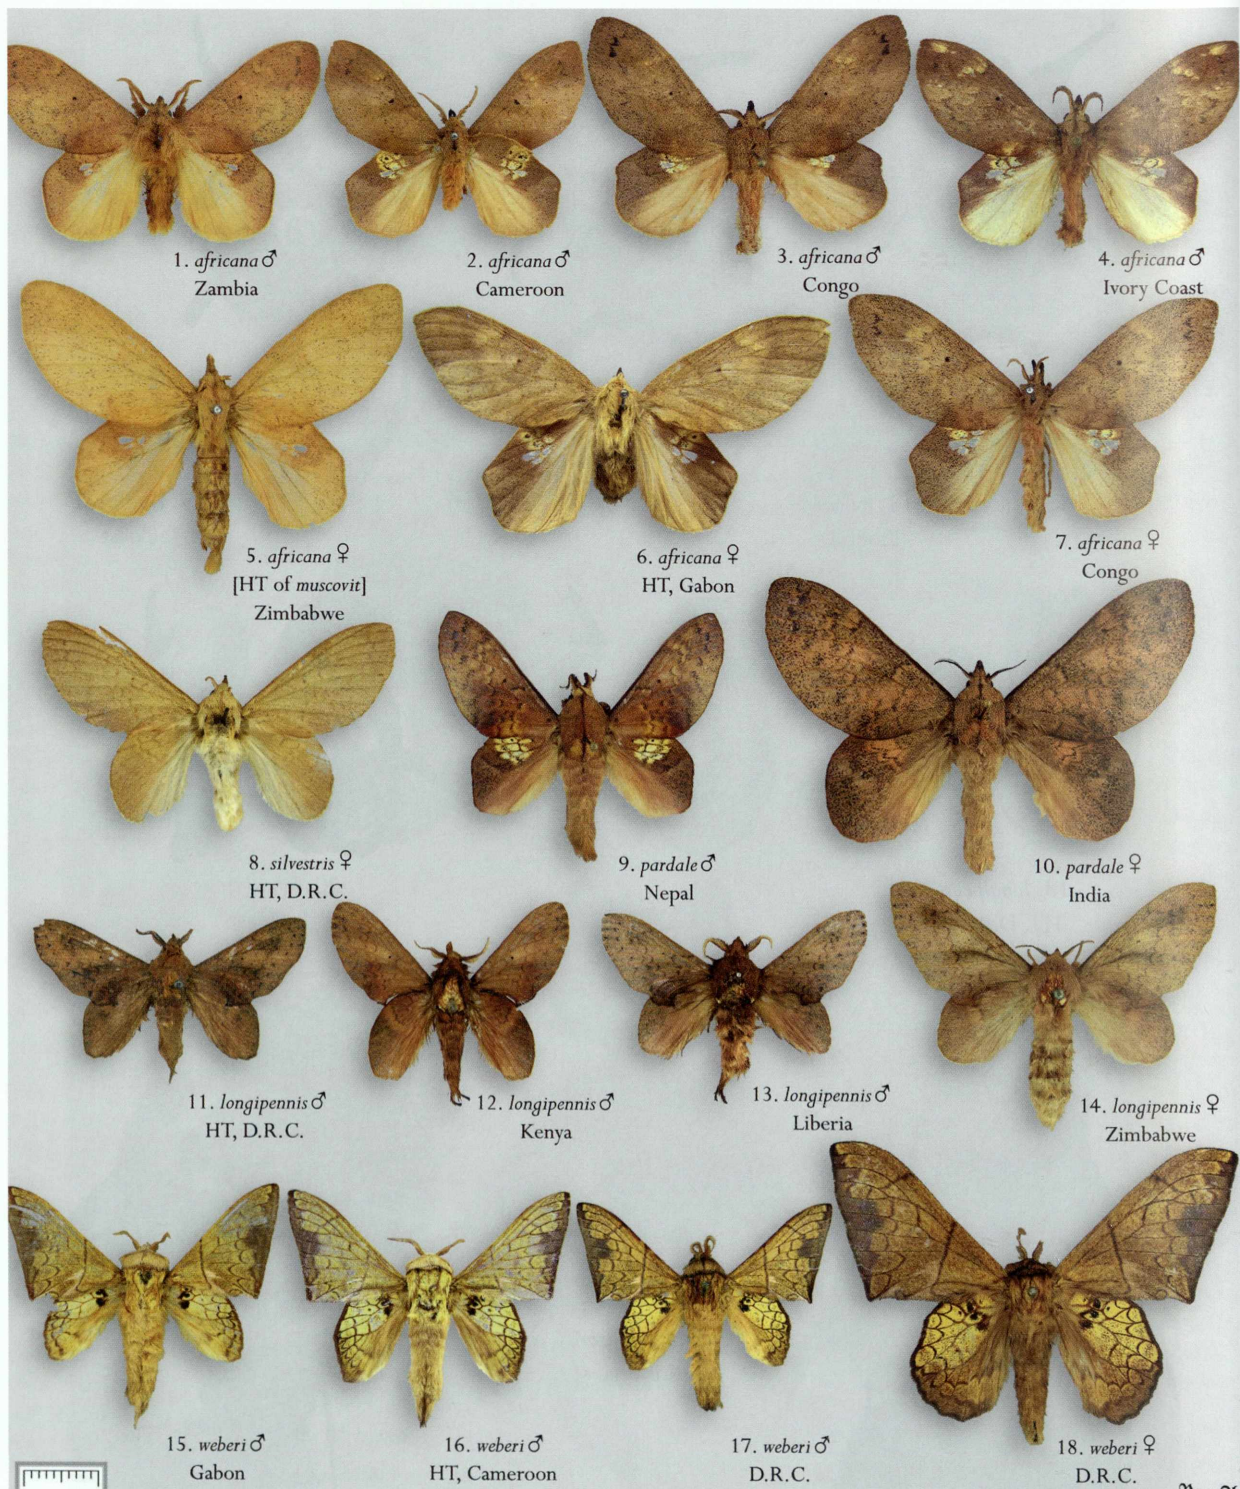 1. africana ♂
Zambia
2. africana ♂
Cameroon
3. africana ♂
Congo
4. africana ♂
Ivory Coast
5. africana ♀
[HT of muscovit]
Zimbabwe
6. africana ♀
HT, Gabon
7. africana ♀
Congo
8. silvestris ♀
HT, D.R.C.
9. pardale ♂
Nepal
10. pardale ♀
India
11. longipennis ♂
HT, D.R.C.
12. longipennis ♂
Kenya
13. longipennis ♂
Liberia
14. longipennis ♀
Zimbabwe
15. weberi ♂
Gabon
16. weberi ♂
HT, Cameroon
17. weberi ♂
D.R.C.
18. weberi ♀
D.R.C.